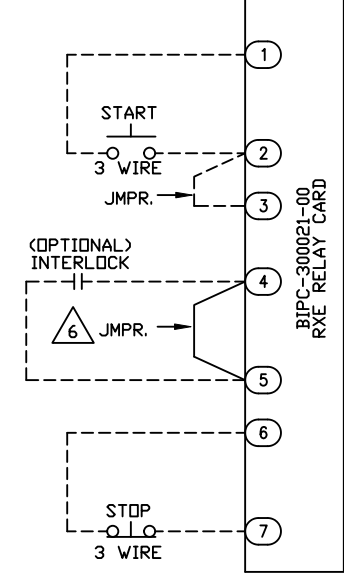 1
START
2
3 WIRE
JMPR.
3
(OPTIONAL)
INTERLOCK
4
6
JMPR.
5
6
STOP
7
3 WIRE
BIPC-300021-00
RXE RELAY CARD